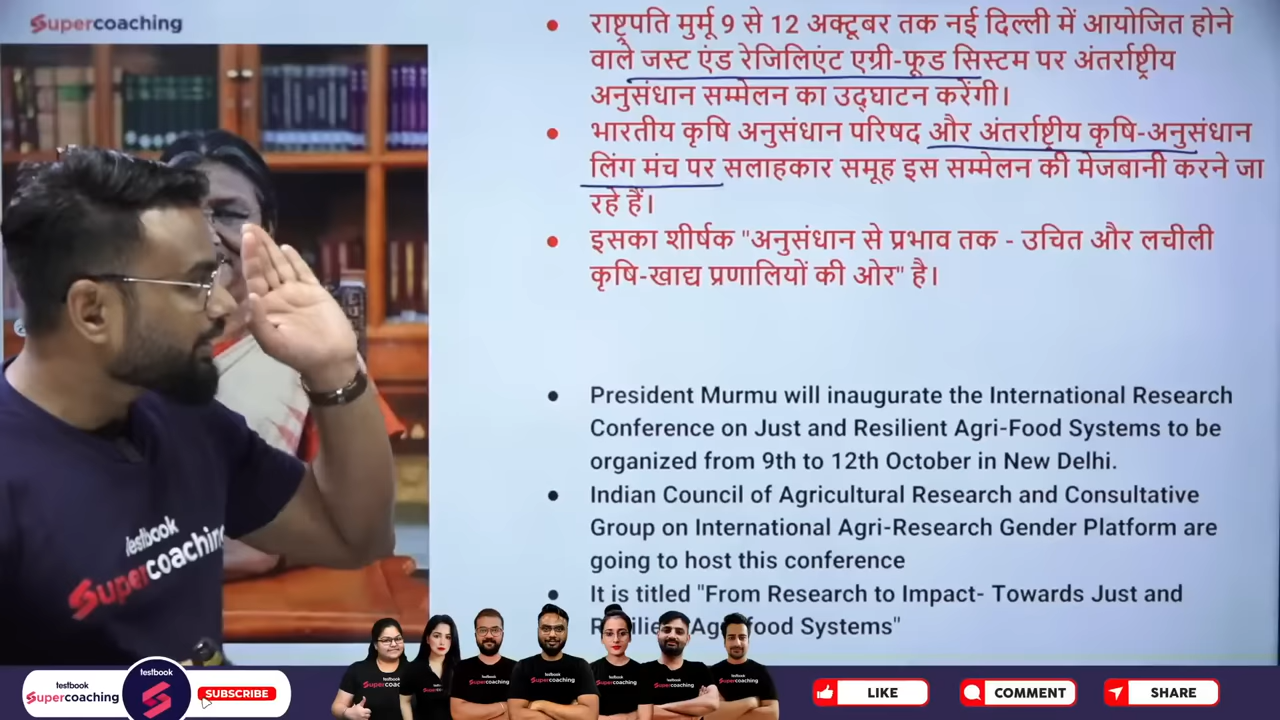 Supercoaching
राष्ट्रपति मुर्मू 9 से 12 अक्टूबर तक नई दिल्ली में आयोजित होने
वाले जस्ट एंड रेजिलिएंट एग्री-फूड सिस्टम पर अंतर्राष्ट्रीय
अनुसंधान सम्मेलन का उद्घाटन करेंगी।
भारतीय कृषि अनुसंधान परिषद और अंतर्राष्ट्रीय कृषि-अनुसंधान
लिंग मंच पर सलाहकार समूह इस सम्मेलन की मेजबानी करने जा
रहे हैं।
इसका शीर्षक "अनुसंधान से प्रभाव तक - उचित और लचीली
कृषि-खाद्य प्रणालियों की ओर" है।
President Murmu will inaugurate the International Research
Conference on Just and Resilient Agri-Food Systems to be
organized from 9th to 12th October in New Delhi.
Indian Council of Agricultural Research and Consultative
Group on International Agri-Research Gender Platform are
going to host this conference
It is titled "From Research to Impact- Towards Just and
food Systems"
testbook
Supercoaching
testbook
Supercoaching
testbook
SUBSCRIBE
LIKE
COMMENT
SHARE